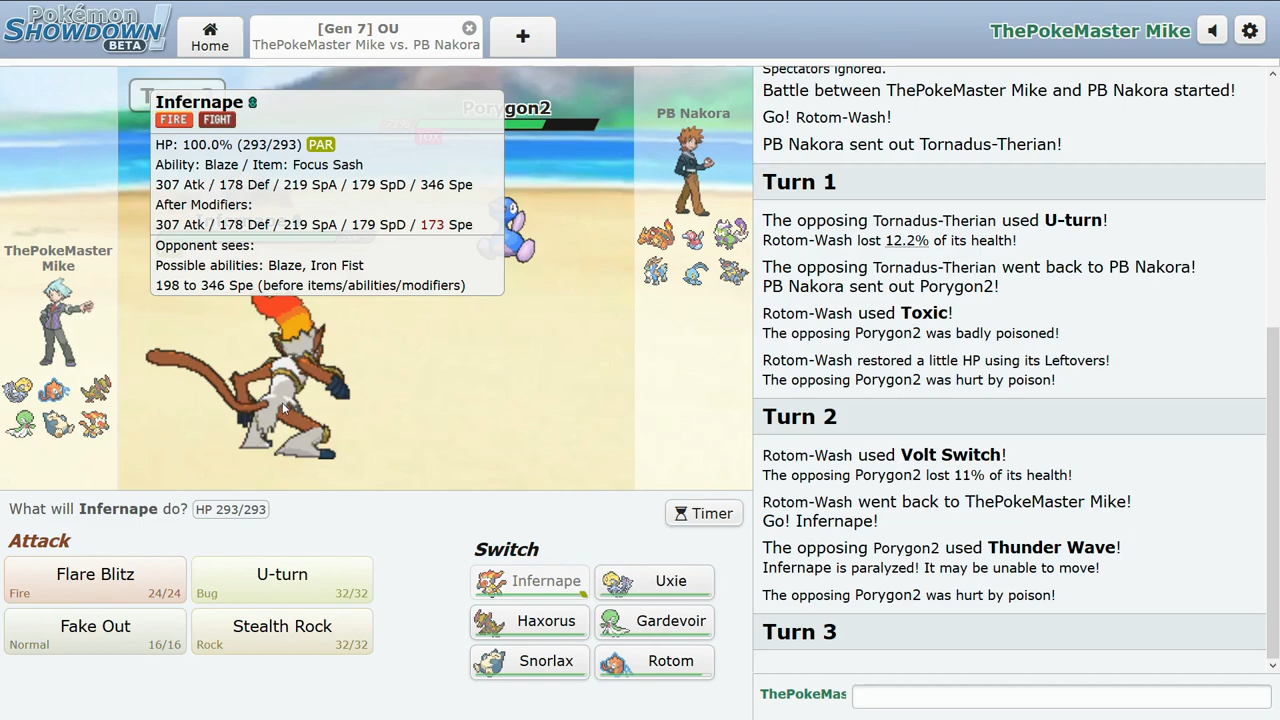 Pokémon
SHOWDOWN!
BETA
Home
[Gen 7] OU
ThePokeMaster Mike vs. PB Nakora
+
ThePokeMaster Mike
Infernape
FIRE FIGHT
HP: 100.0% (293/293) PAR
Ability: Blaze / Item: Focus Sash
307 Atk / 178 Def / 219 SpA / 179 SpD / 346 Spe
After Modifiers:
307 Atk / 178 Def / 219 SpA / 179 SpD / 173 Spe
Opponent sees:
Possible abilities: Blaze, Iron Fist
198 to 346 Spe (before items/abilities/modifiers)
Porygon2
ThePokeMaster
Mike
PB Nakora
What will Infernape do? HP 293/293
Timer
Attack
Flare Blitz
Fire 24/24
U-turn
Bug 32/32
Fake Out
Normal 16/16
Stealth Rock
Rock 32/32
Switch
Infernape
Uxie
Haxorus
Gardevoir
Snorlax
Rotom
Spectators ignored.
Battle between ThePokeMaster Mike and PB Nakora started!
Go! Rotom-Wash!
PB Nakora sent out Tornadus-Therian!
Turn 1
The opposing Tornadus-Therian used U-turn!
Rotom-Wash lost 12.2% of its health!
The opposing Tornadus-Therian went back to PB Nakora!
PB Nakora sent out Porygon2!
Rotom-Wash used Toxic!
The opposing Porygon2 was badly poisoned!
Rotom-Wash restored a little HP using its Leftovers!
The opposing Porygon2 was hurt by poison!
Turn 2
Rotom-Wash used Volt Switch!
The opposing Porygon2 lost 11% of its health!
Rotom-Wash went back to ThePokeMaster Mike!
Go! Infernape!
The opposing Porygon2 used Thunder Wave!
Infernape is paralyzed! It may be unable to move!
The opposing Porygon2 was hurt by poison!
Turn 3
ThePokeMas